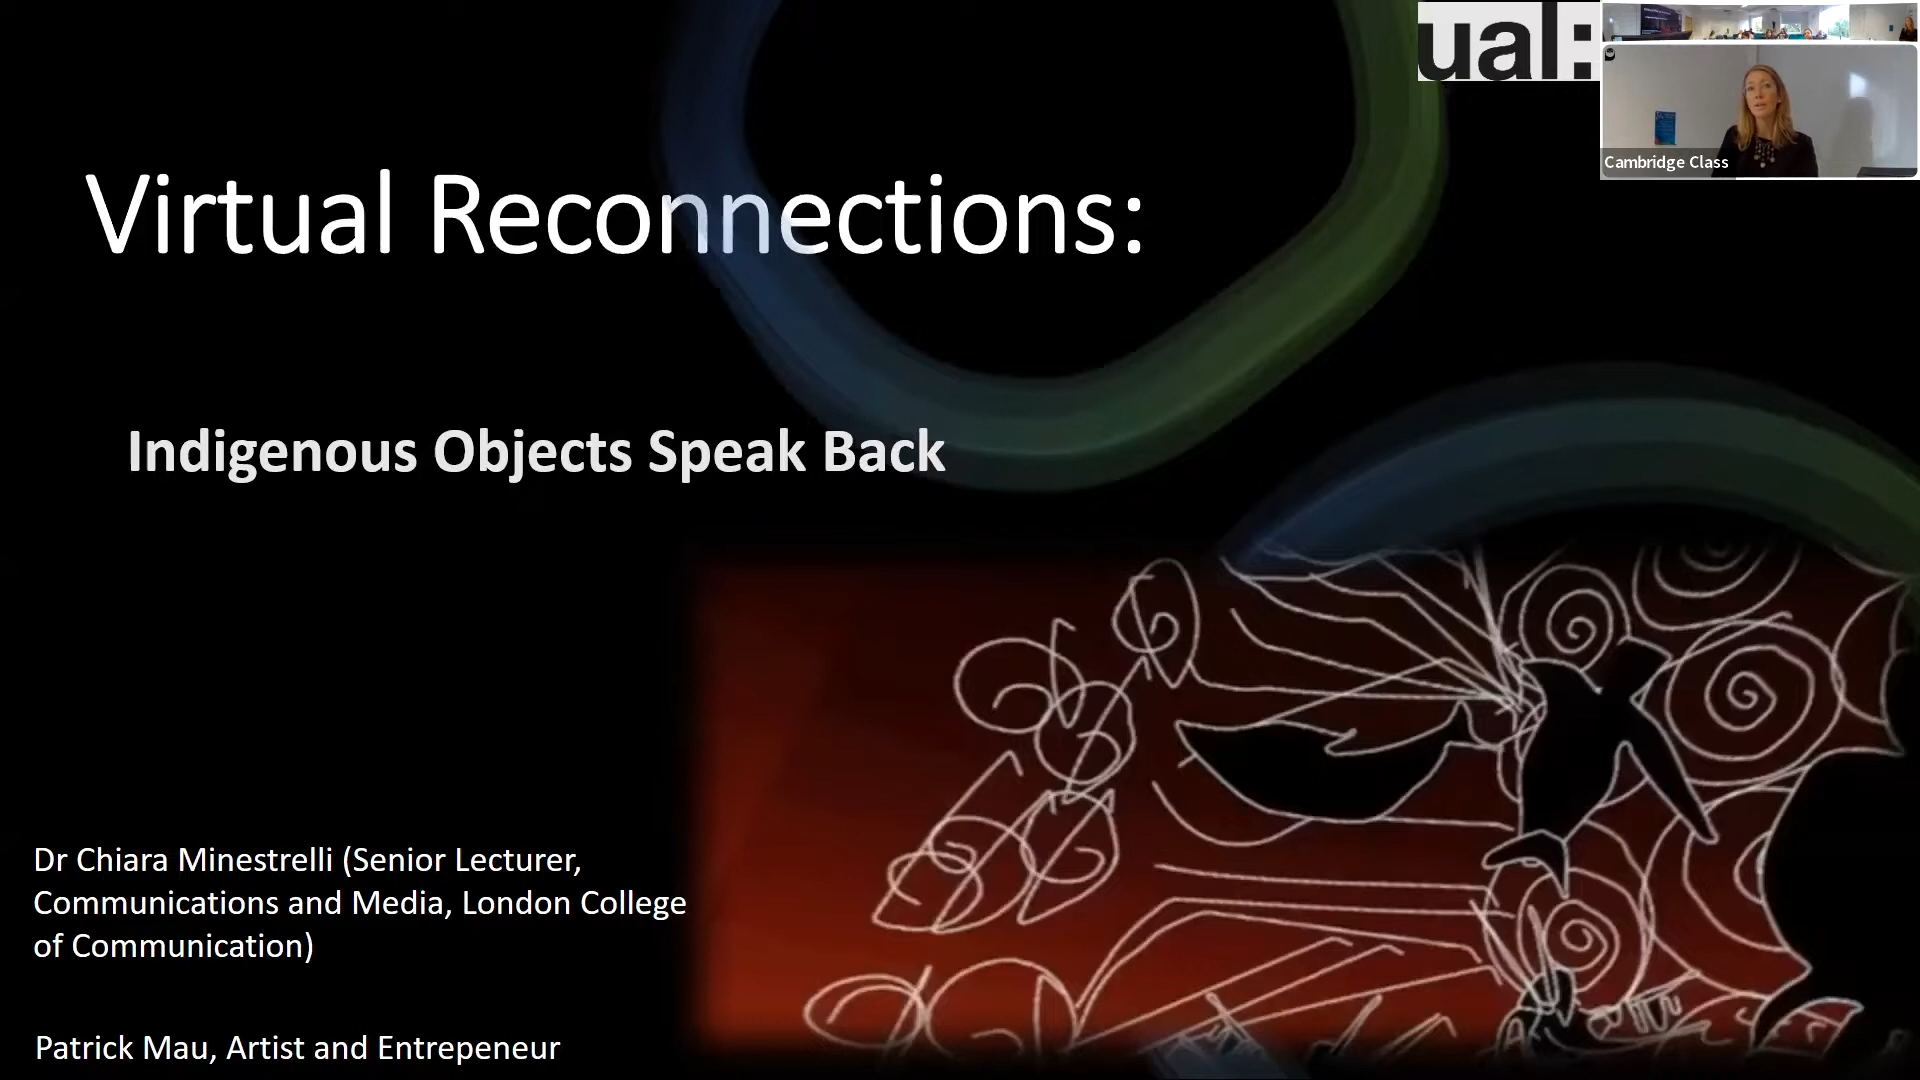 ual:
Cambridge Class
Virtual Reconnections:
Indigenous Objects Speak Back
Dr Chiara Minestrelli (Senior Lecturer,
Communications and Media, London College
of Communication)
Patrick Mau, Artist and Entrepeneur